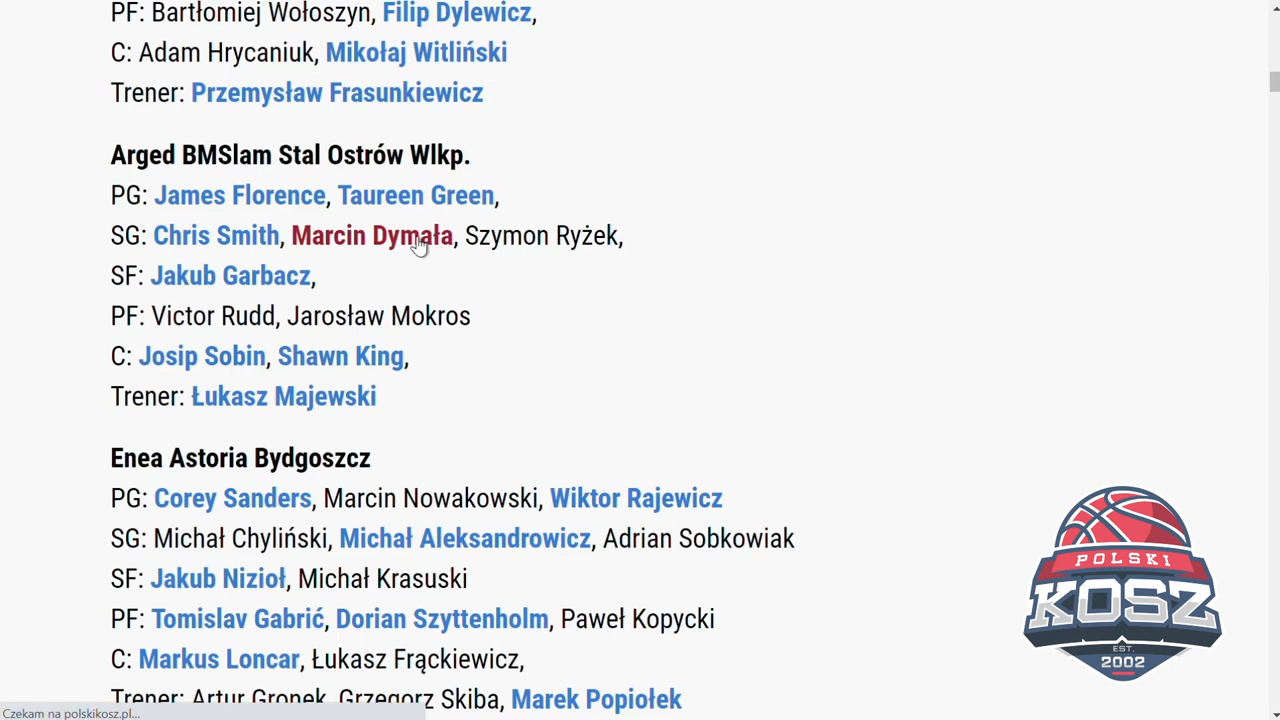 PF: Bartłomiej Wołoszyn, Filip Dylewicz,
C: Adam Hrycaniuk, Mikołaj Witliński
Trener: Przemysław Frasunkiewicz
Arged BMSlam Stal Ostrów Wlkp.
PG: James Florence, Taureen Green,
SG: Chris Smith, Marcin Dymała, Szymon Ryżek,
SF: Jakub Garbacz,
PF: Victor Rudd, Jarosław Mokros
C: Josip Sobin, Shawn King,
Trener: Łukasz Majewski
Enea Astoria Bydgoszcz
PG: Corey Sanders, Marcin Nowakowski, Wiktor Rajewicz
SG: Michał Chyliński, Michał Aleksandrowicz, Adrian Sobkowiak
SF: Jakub Nizioł, Michał Krasuski
PF: Tomislav Gabrić, Dorian Szyttenholm, Paweł Kopycki
C: Markus Loncar, Łukasz Frąckiewicz,
Trener: Artur Gronek, Grzegorz Skiba, Marek Popiołek
POLSKI
KOSZ
EST.
2002
Czekam na polskikosz.pl...